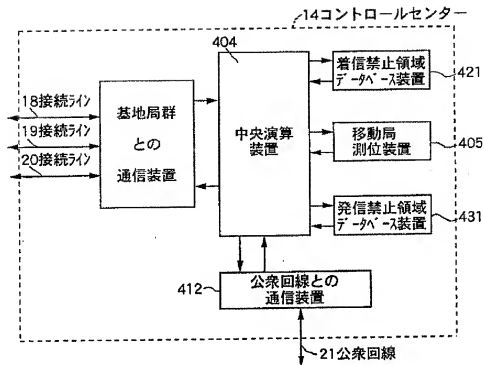 14コントロールセンター
404
18接続ライン
19接続ライン
20接続ライン
基地局群
との
通信装置
中央演算
装置
着信禁止領域
データベース装置
421
移動局
測位装置
405
発信禁止領域
データベース装置
431
412
公衆回線との
通信装置
21公衆回線